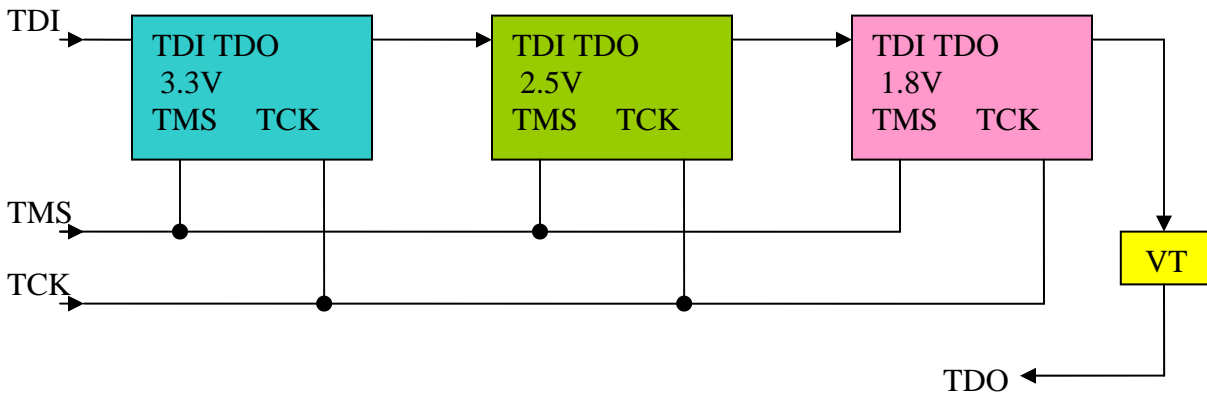 TDI
TDI TDO
3.3V
TMS TCK
TDI TDO
2.5V
TMS TCK
TDI TDO
1.8V
TMS TCK
TMS
TCK
VT
TDO